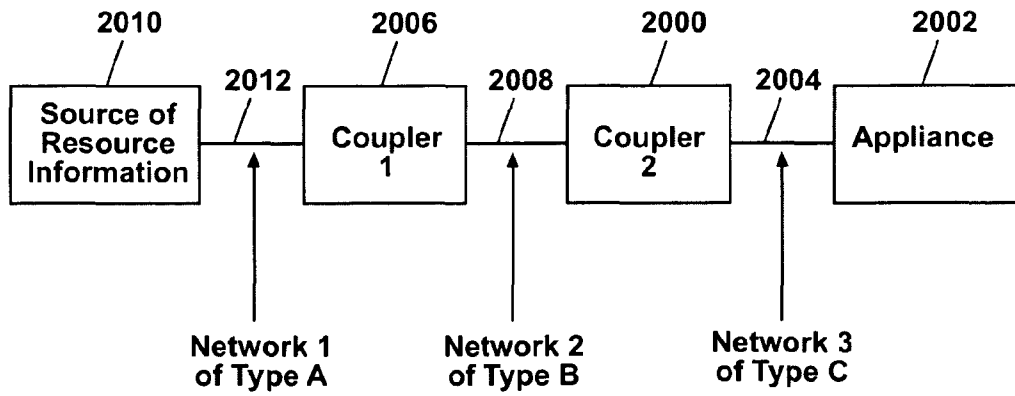 2010
2006
2000
2002
2012
2008
2004
Source of
Resource
Information
Coupler
1
Coupler
2
Appliance
Network 1
of Type A
Network 2
of Type B
Network 3
of Type C